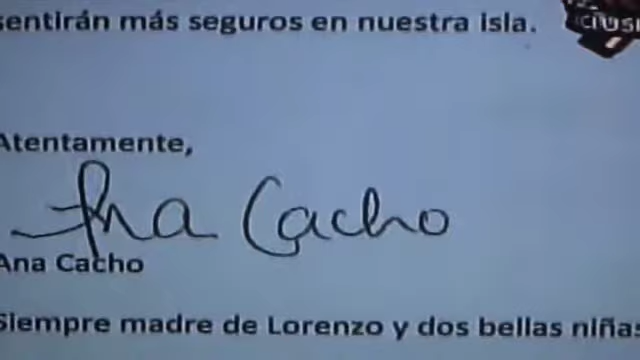 sentirán más seguros en nuestra isla.
Atentamente,
Ana Cacho
Ana Cacho
Siempre madre de Lorenzo y dos bellas niñas